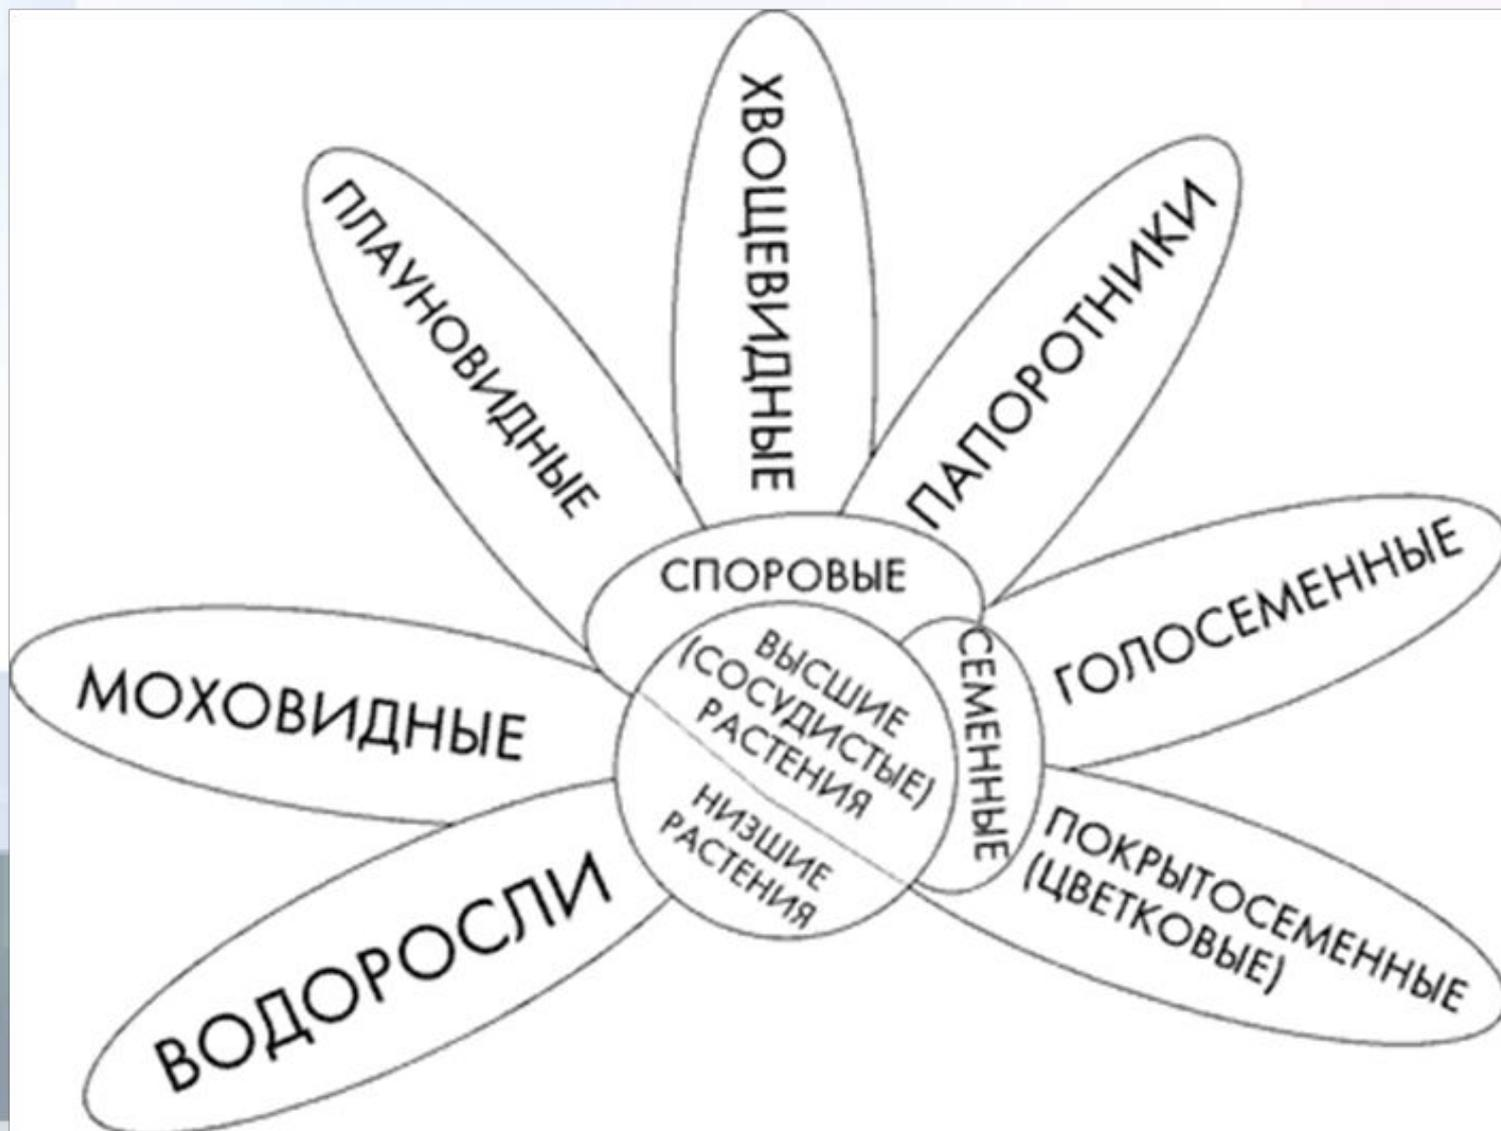 ХВОЩЕВИДНЫЕ
ПЛАУНОВИДНЫЕ
ПАПОРОТНИКИ
ГОЛОСЕМЕННЫЕ
СПОРОВЫЕ
МОХОВИДНЫЕ
ВЫСШИЕ
(СОСУДИСТЫЕ)
РАСТЕНИЯ
СЕМЕННЫЕ
НИЗШИЕ
РАСТЕНИЯ
ПОКРЫТОСЕМЕННЫЕ
(ЦВЕТКОВЫЕ)
ВОДОРОСЛИ